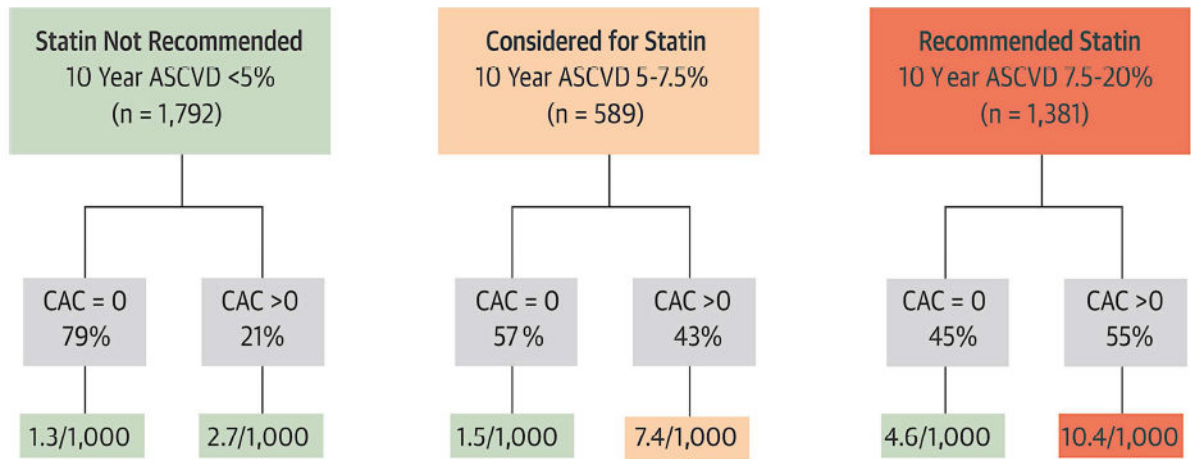 Statin Not Recommended
10 Year ASCVD <5%
(n = 1,792)
Considered for Statin
10 Year ASCVD 5-7.5%
(n = 589)
Recommended Statin
10 Year ASCVD 7.5-20%
(n = 1,381)
CAC = 0
79%
CAC >0
21%
CAC = 0
57%
CAC >0
43%
CAC = 0
45%
CAC >0
55%
1.3/1,000
2.7/1,000
1.5/1,000
7.4/1,000
4.6/1,000
10.4/1,000